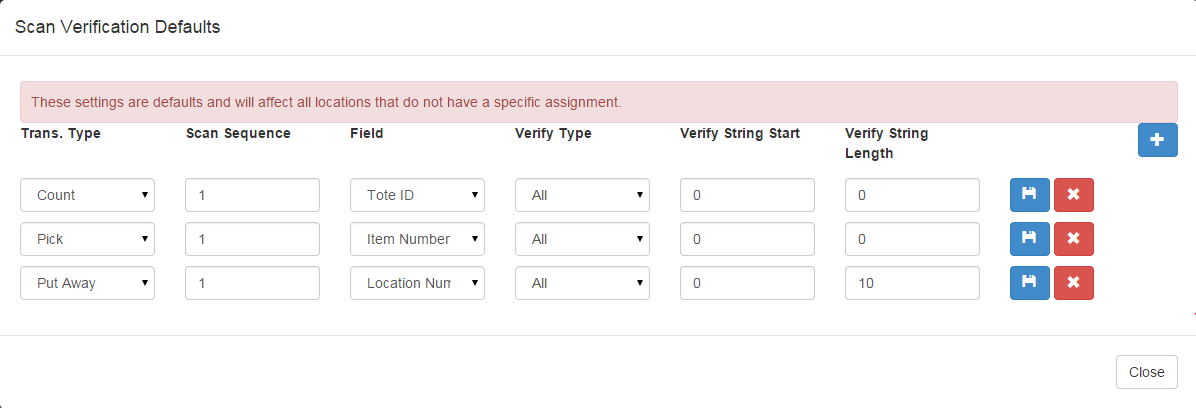 Scan Verification Defaults
These settings are defaults and will affect all locations that do not have a specific assignment.
Trans. Type Scan Sequence Field Verify Type Verify String Start Verify String Length
Count 1 Tote ID All 0 0
Pick 1 Item Number All 0 0
Put Away 1 Location Num All 0 10
Close